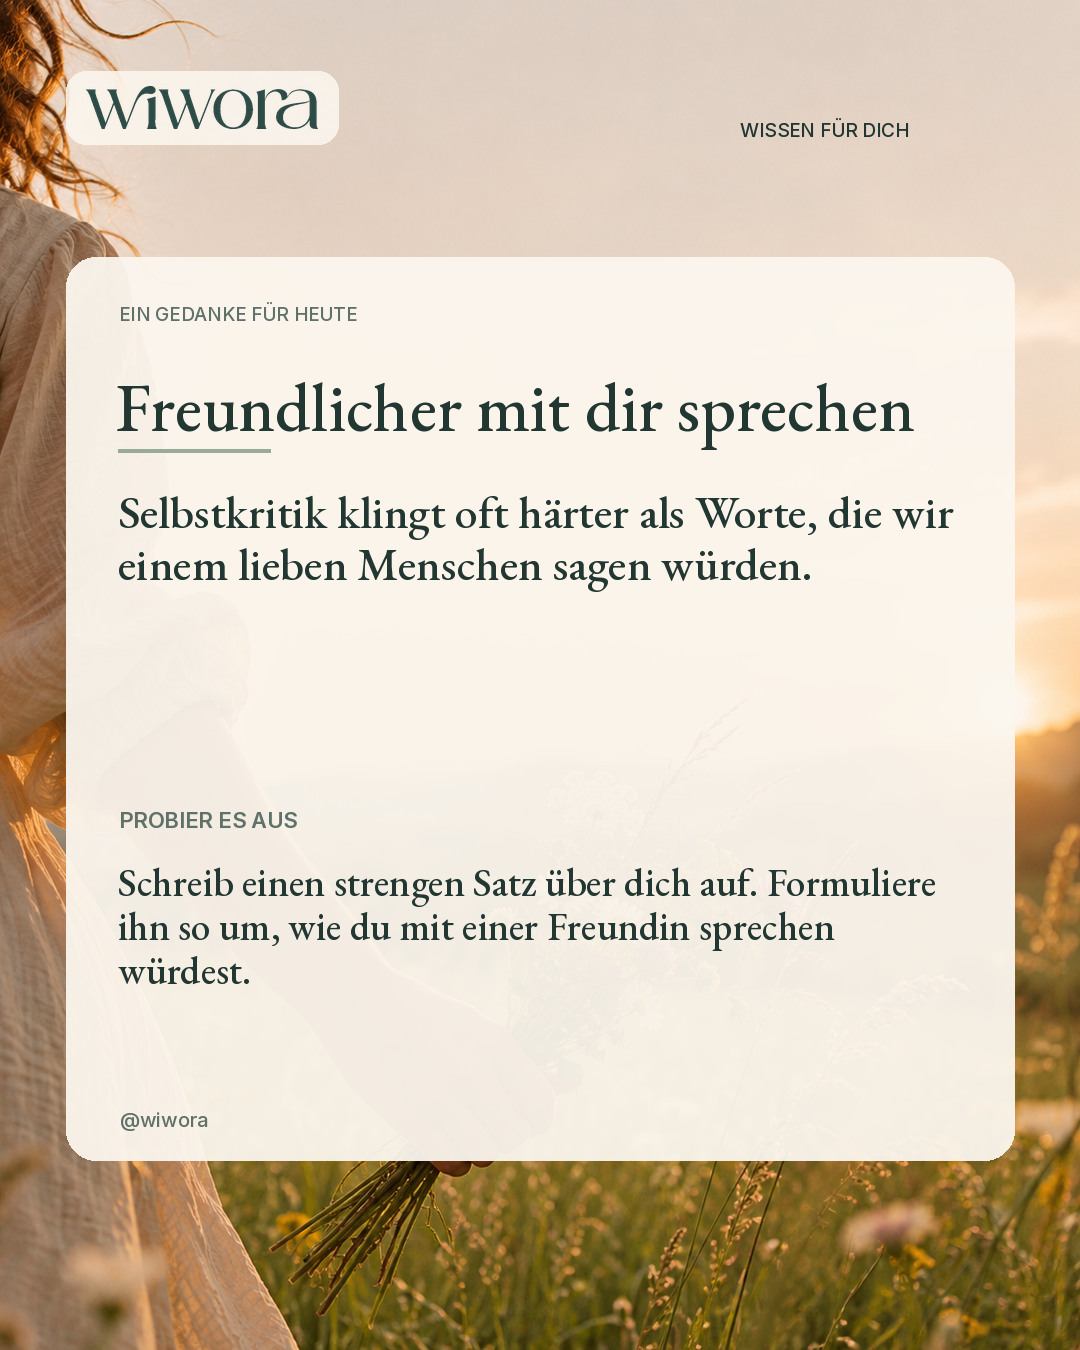 wiwora
WISSEN FÜR DICH
EIN GEDANKE FÜR HEUTE
Freundlicher mit dir sprechen
Selbstkritik klingt oft härter als Worte, die wir
einem lieben Menschen sagen würden.
PROBIER ES AUS
Schreib einen strengen Satz über dich auf. Formuliere
ihn so um, wie du mit einer Freundin sprechen
würdest.
@wiwora